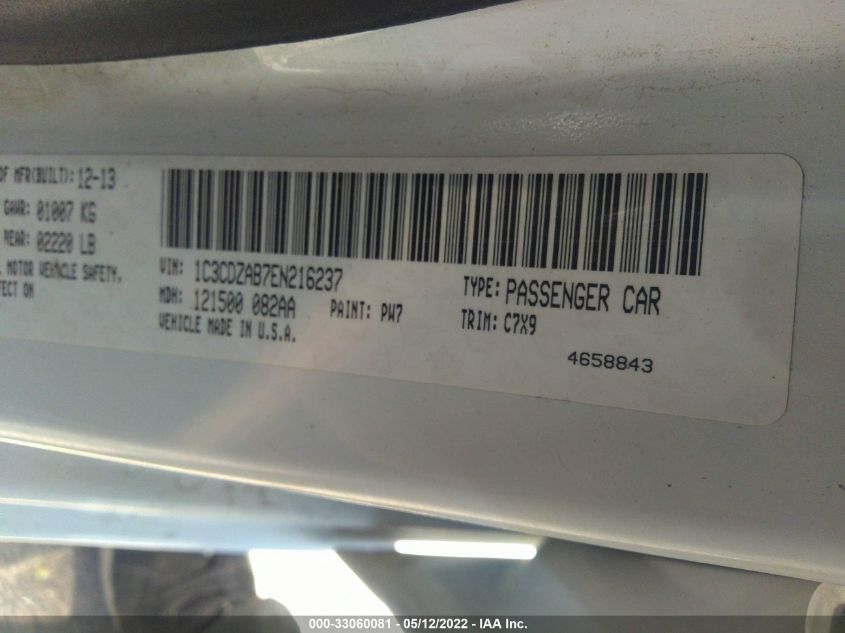 OF MFR(BUILT): 12-13
GAWR: 01007 KG
REAR: 02220 LB
MOTOR VEHICLE SAFETY,
FECT ON
VIN: 1C3CDZAB7EN216237
TYPE: PASSENGER CAR
MDH: 121500 082AA PAINT: PW7
TRIM: C7X9
VEHICLE MADE IN U.S.A.
4658843
000-33060081 - 05/12/2022 - IAA Inc.